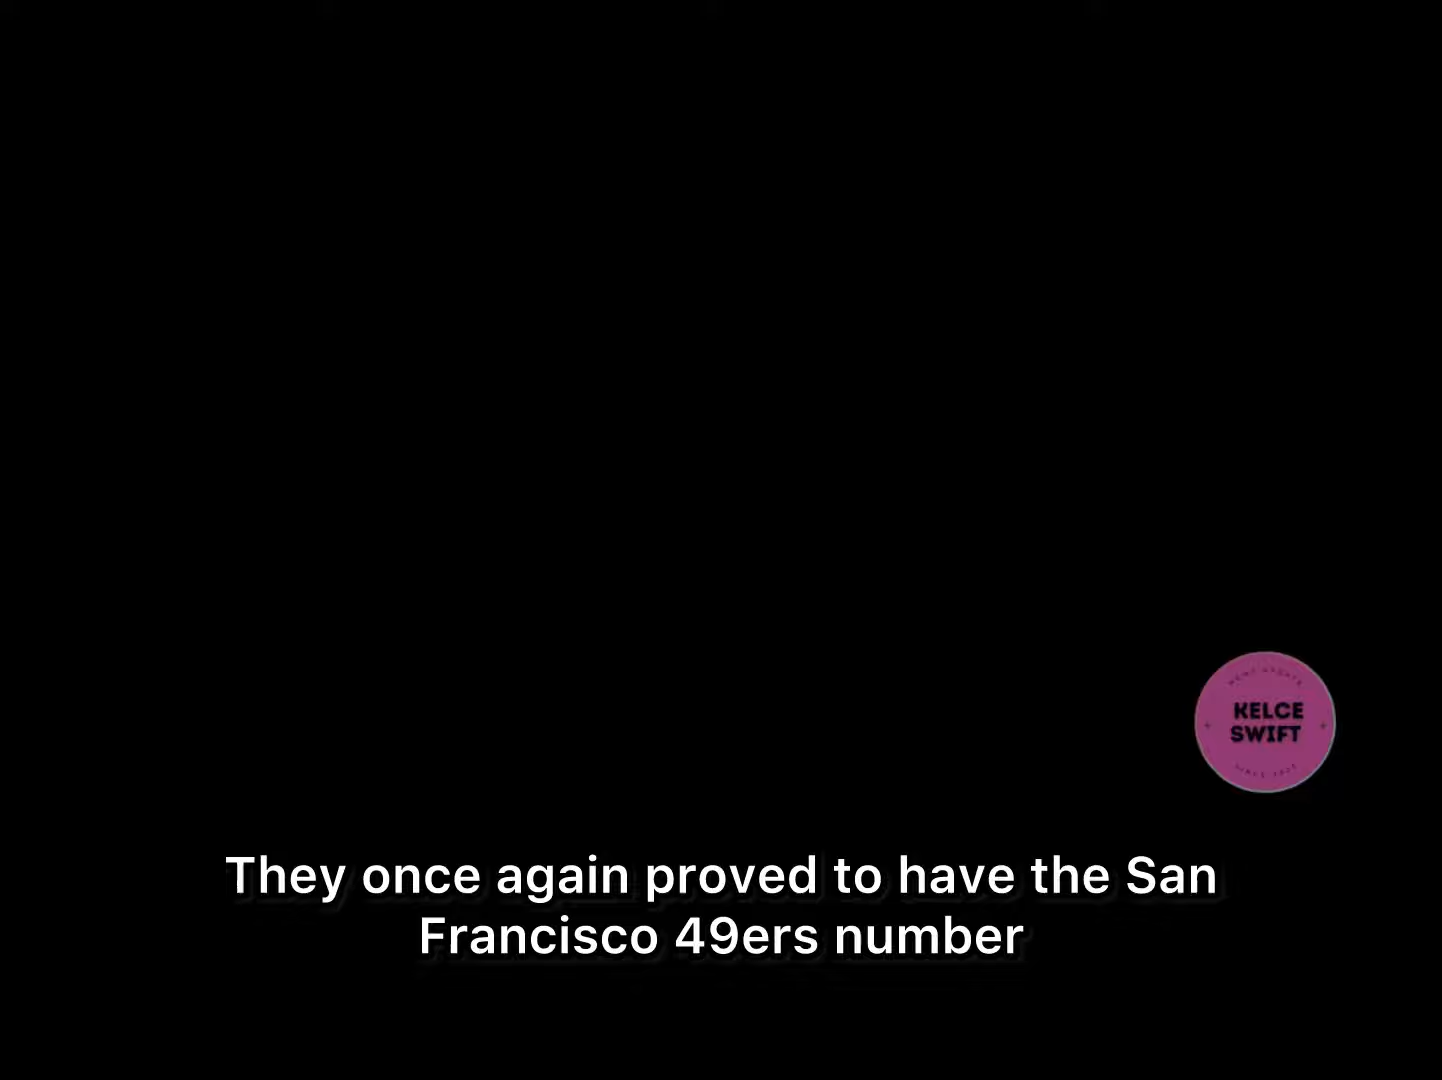 KELCE
SWIFT
They once again proved to have the San
Francisco 49ers number